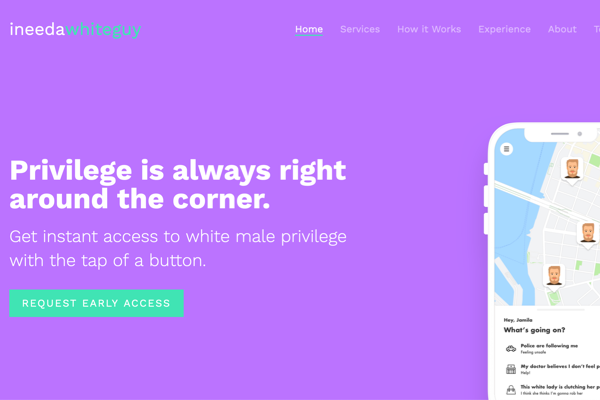 ineedawhiteguy
Home Services How it Works Experience About
Privilege is always right
around the corner.
Get instant access to white male privilege
with the tap of a button.
REQUEST EARLY ACCESS
Hey, Jamila
What's going on?
Police are following me
Feeling unsafe
My doctor believes I don't feel
Help!
This white lady is clutching her
I think she thinks I'm gonna rob her